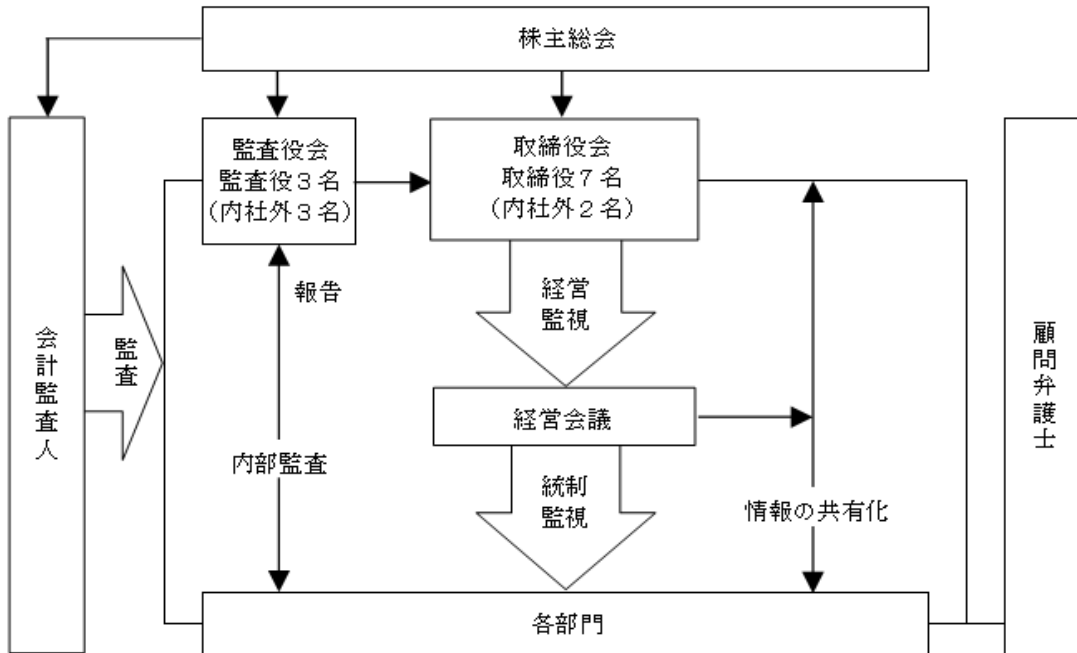 株主総会
監査役会
監査役３名
（内社外３名）
取締役会
取締役７名
（内社外２名）
報告
経営
監視
会計監査人
監査
顧問弁護士
経営会議
内部監査
統制
監視
情報の共有化
各部門